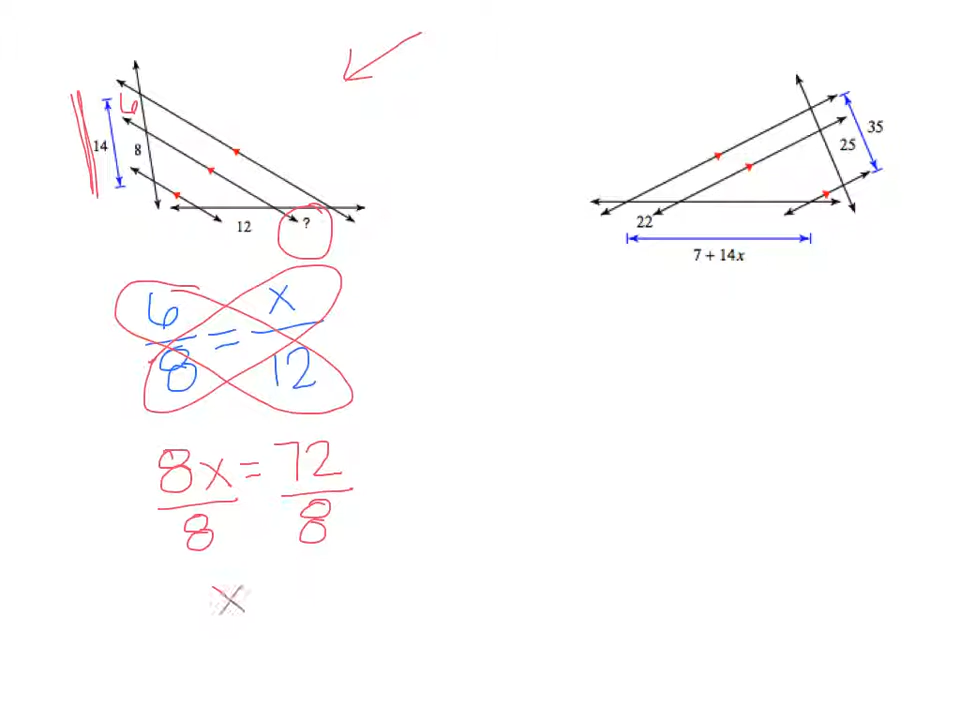 6
14
8
12
?
6/8 = x/12
8x/8 = 72/8
x
35
25
22
7 + 14x